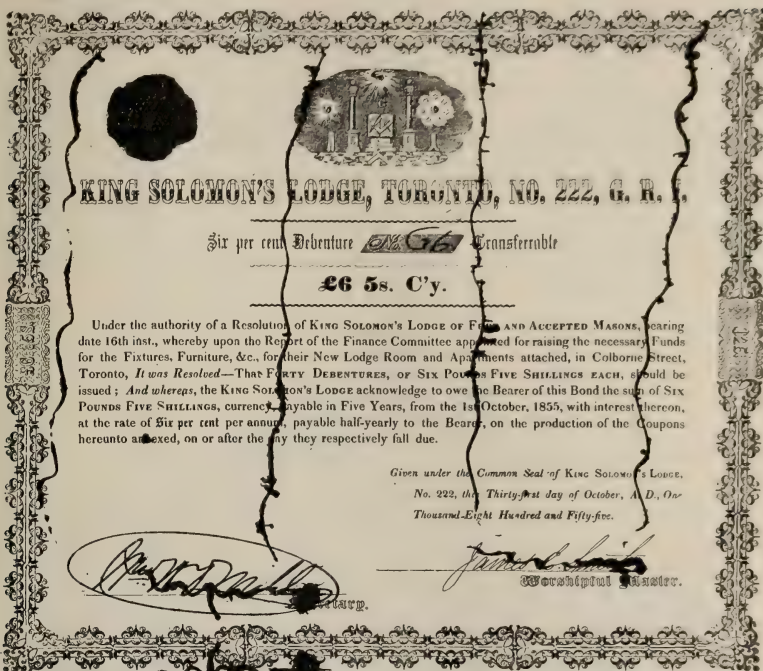 KING SOLOMON'S LODGE, TORONTO, NO. 222, G. R. I.
Six per cent Debenture No. Transferrable
£6 5s. C'y.
Under the authority of a Resolution of KING SOLOMON'S LODGE OF FREE AND ACCEPTED MASONS, bearing
date 16th inst., whereby upon the Report of the Finance Committee appointed for raising the necessary Funds
for the Fixtures, Furniture, &c., for their New Lodge Room and Apartments attached, in Colborne Street,
Toronto, It was Resolved—That FORTY DEBENTURES, OF SIX POUNDS FIVE SHILLINGS EACH, should be
issued; And whereas, the KING SOLOMON'S LODGE acknowledge to owe the Bearer of this Bond the sum of SIX
POUNDS FIVE SHILLINGS, currency, payable in Five Years, from the 1st October, 1855, with interest thereon,
at the rate of Six per cent per annum, payable half-yearly to the Bearer, on the production of the Coupons
hereunto annexed, on or after the day they respectively fall due.
Given under the Common Seal of KING SOLOMON'S LODGE,
No. 222, this Thirty-first day of October, A. D., One
Thousand Eight Hundred and Fifty-five.
James Smith
Secretary.
Worshipful Master.